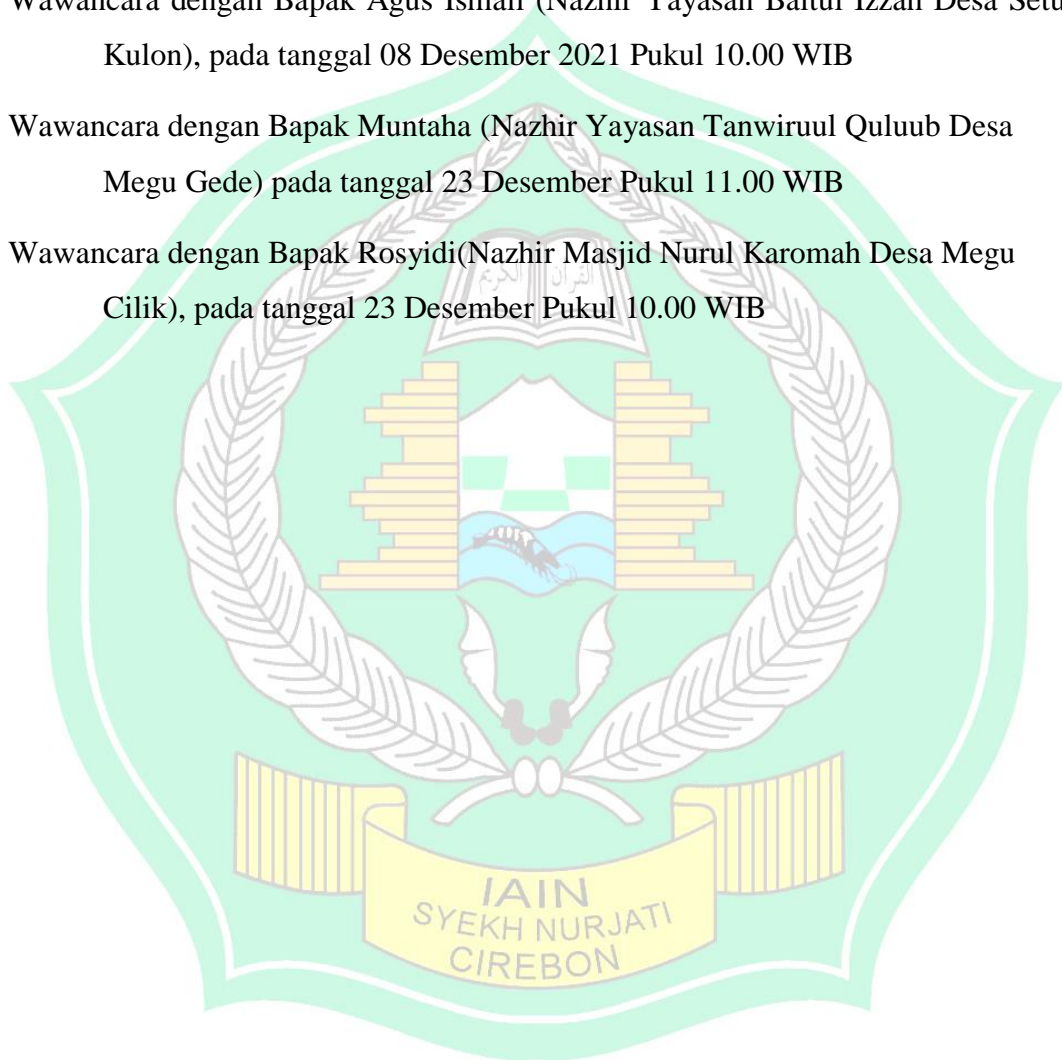 Wawancara dengan Bapak Agus Ismail (Nazhir Yayasan Baitul Izzah Desa Setu
Kulon), pada tanggal 08 Desember 2021 Pukul 10.00 WIB
Wawancara dengan Bapak Muntaha (Nazhir Yayasan Tanwiruul Quluub Desa
Megu Gede) pada tanggal 23 Desember Pukul 11.00 WIB
Wawancara dengan Bapak Rosyidi(Nazhir Masjid Nurul Karomah Desa Megu
Cilik), pada tanggal 23 Desember Pukul 10.00 WIB
القرآن الكريم
IAIN
SYEKH NURJATI
CIREBON